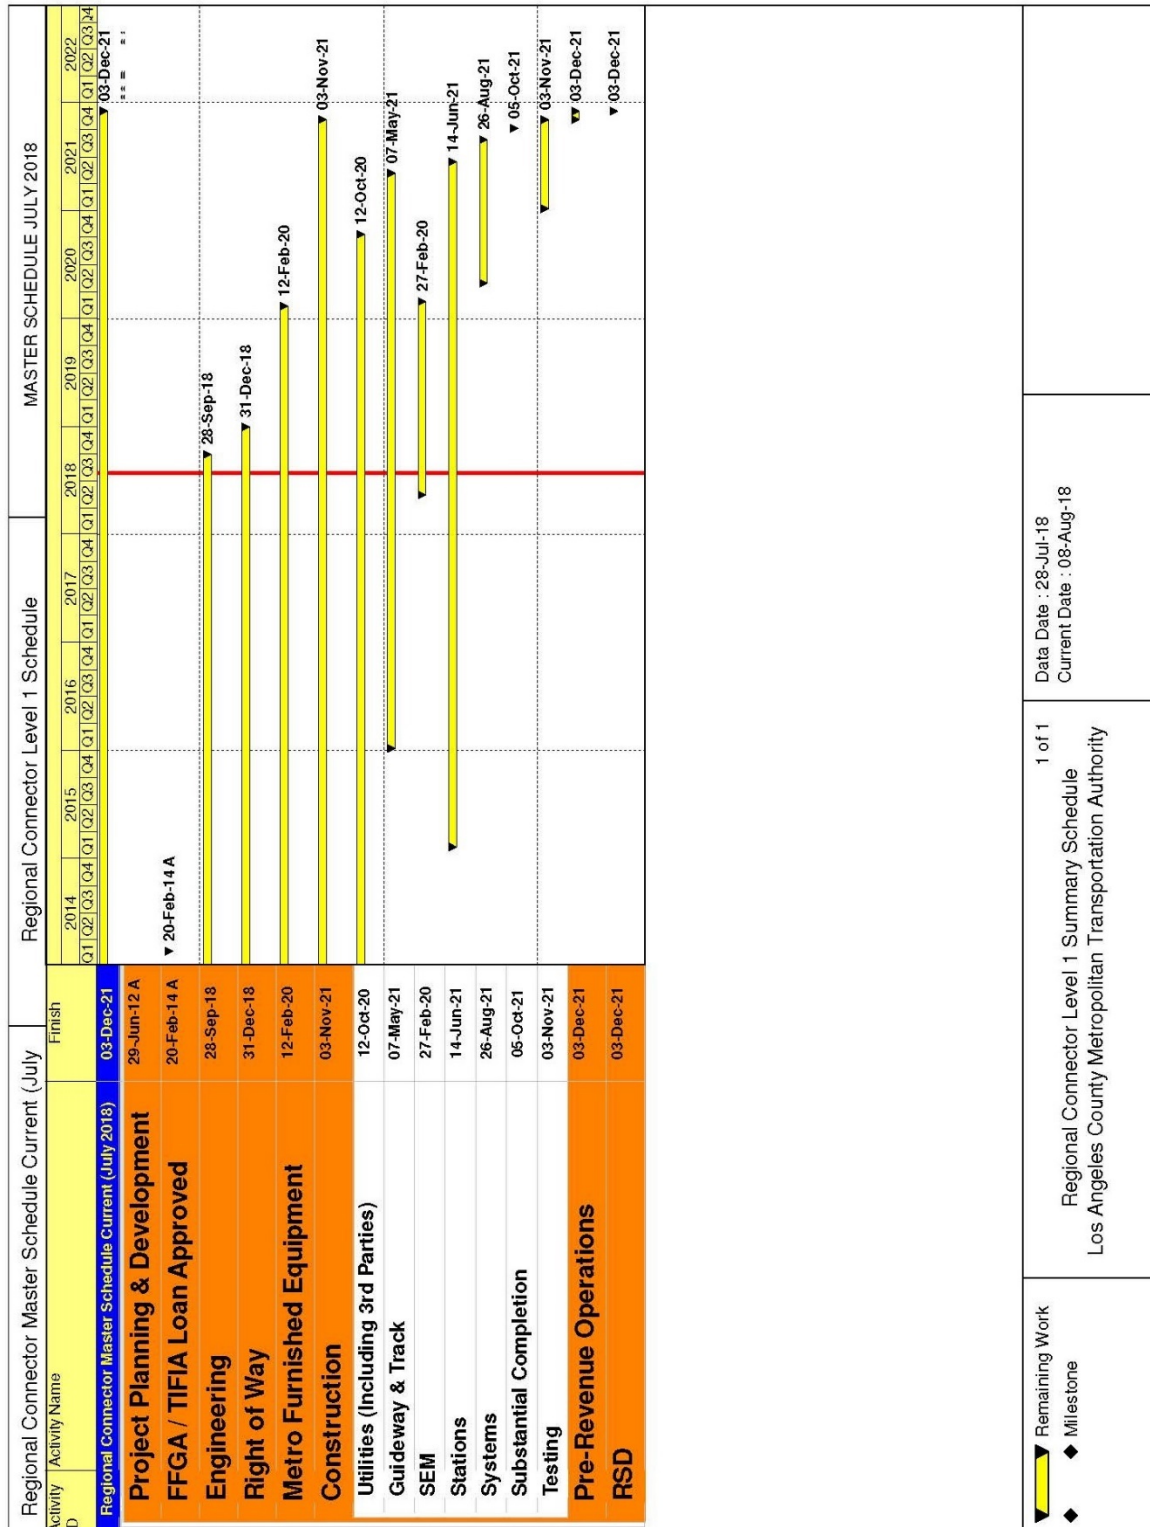 Regional Connector Master Schedule Current (July
Regional Connector Level 1 Schedule
MASTER SCHEDULE JULY 2018
Activity Name
Finish
2014 2015 2016 2017 2018 2019 2020 2021 2022
Q1 Q2 Q3 Q4 Q1 Q2 Q3 Q4 Q1 Q2 Q3 Q4 Q1 Q2 Q3 Q4 Q1 Q2 Q3 Q4 Q1 Q2 Q3 Q4 Q1 Q2 Q3 Q4 Q1 Q2 Q3 Q4 Q1 Q2 Q3
Regional Connector Master Schedule Current (July 2018) 03-Dec-21 03-Dec-21
Project Planning & Development 29-Jun-12 A
FFGA / TIFIA Loan Approved 20-Feb-14 A 20-Feb-14 A
Engineering 28-Sep-18 28-Sep-18
Right of Way 31-Dec-18 31-Dec-18
Metro Furnished Equipment 12-Feb-20 12-Feb-20
Construction 03-Nov-21 03-Nov-21
Utilities (Including 3rd Parties) 12-Oct-20 12-Oct-20
Guideway & Track 07-May-21 07-May-21
SEM 27-Feb-20 27-Feb-20
Stations 14-Jun-21 14-Jun-21
Systems 26-Aug-21 26-Aug-21
Substantial Completion 05-Oct-21 05-Oct-21
Testing 03-Nov-21 03-Nov-21
Pre-Revenue Operations 03-Dec-21 03-Dec-21
RSD 03-Dec-21 03-Dec-21
Remaining Work
Milestone
1 of 1
Regional Connector Level 1 Summary Schedule
Los Angeles County Metropolitan Transportation Authority
Data Date : 28-Jul-18
Current Date : 08-Aug-18